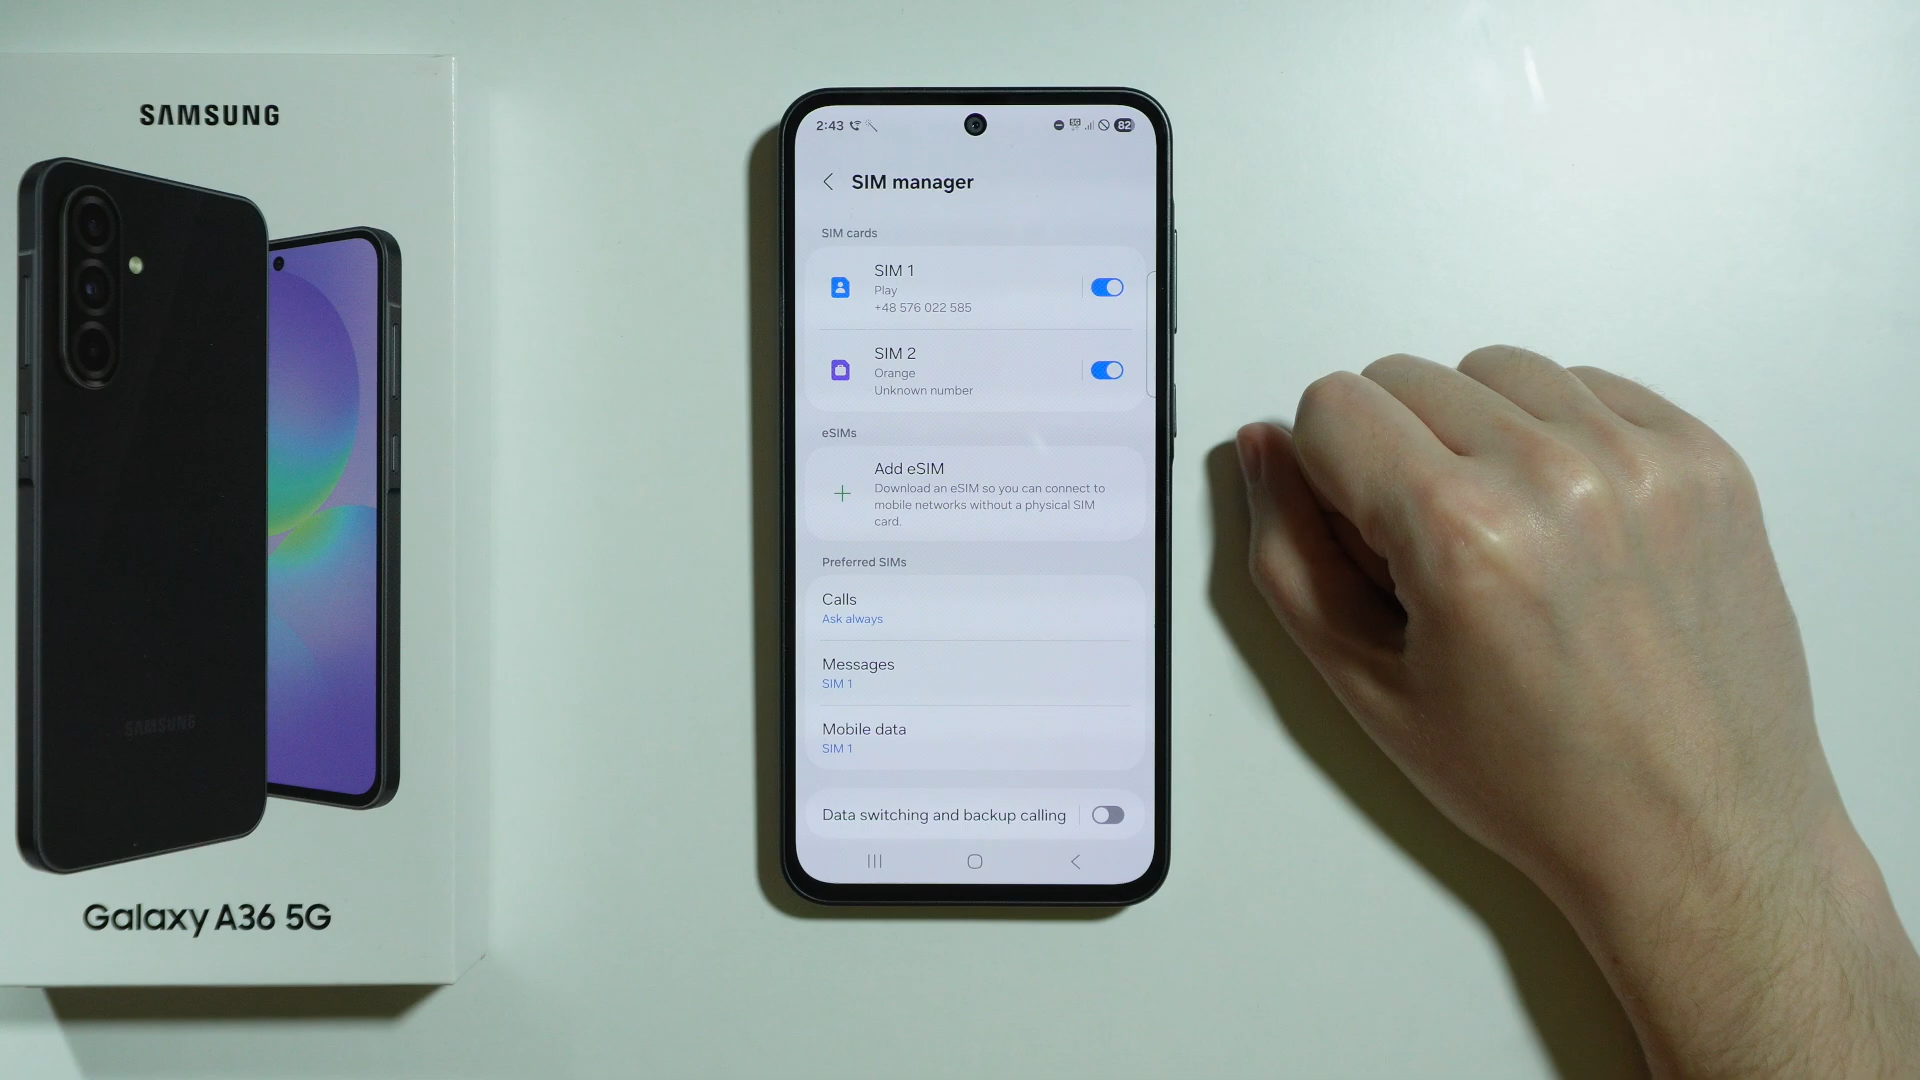 SAMSUNG
SAMSUNG
Galaxy A36 5G
2:43
5G
82
SIM manager
SIM cards
SIM 1
Play
+48 576 022 585
SIM 2
Orange
Unknown number
eSIMs
Add eSIM
Download an eSIM so you can connect to
mobile networks without a physical SIM
card.
Preferred SIMs
Calls
Ask always
Messages
SIM 1
Mobile data
SIM 1
Data switching and backup calling